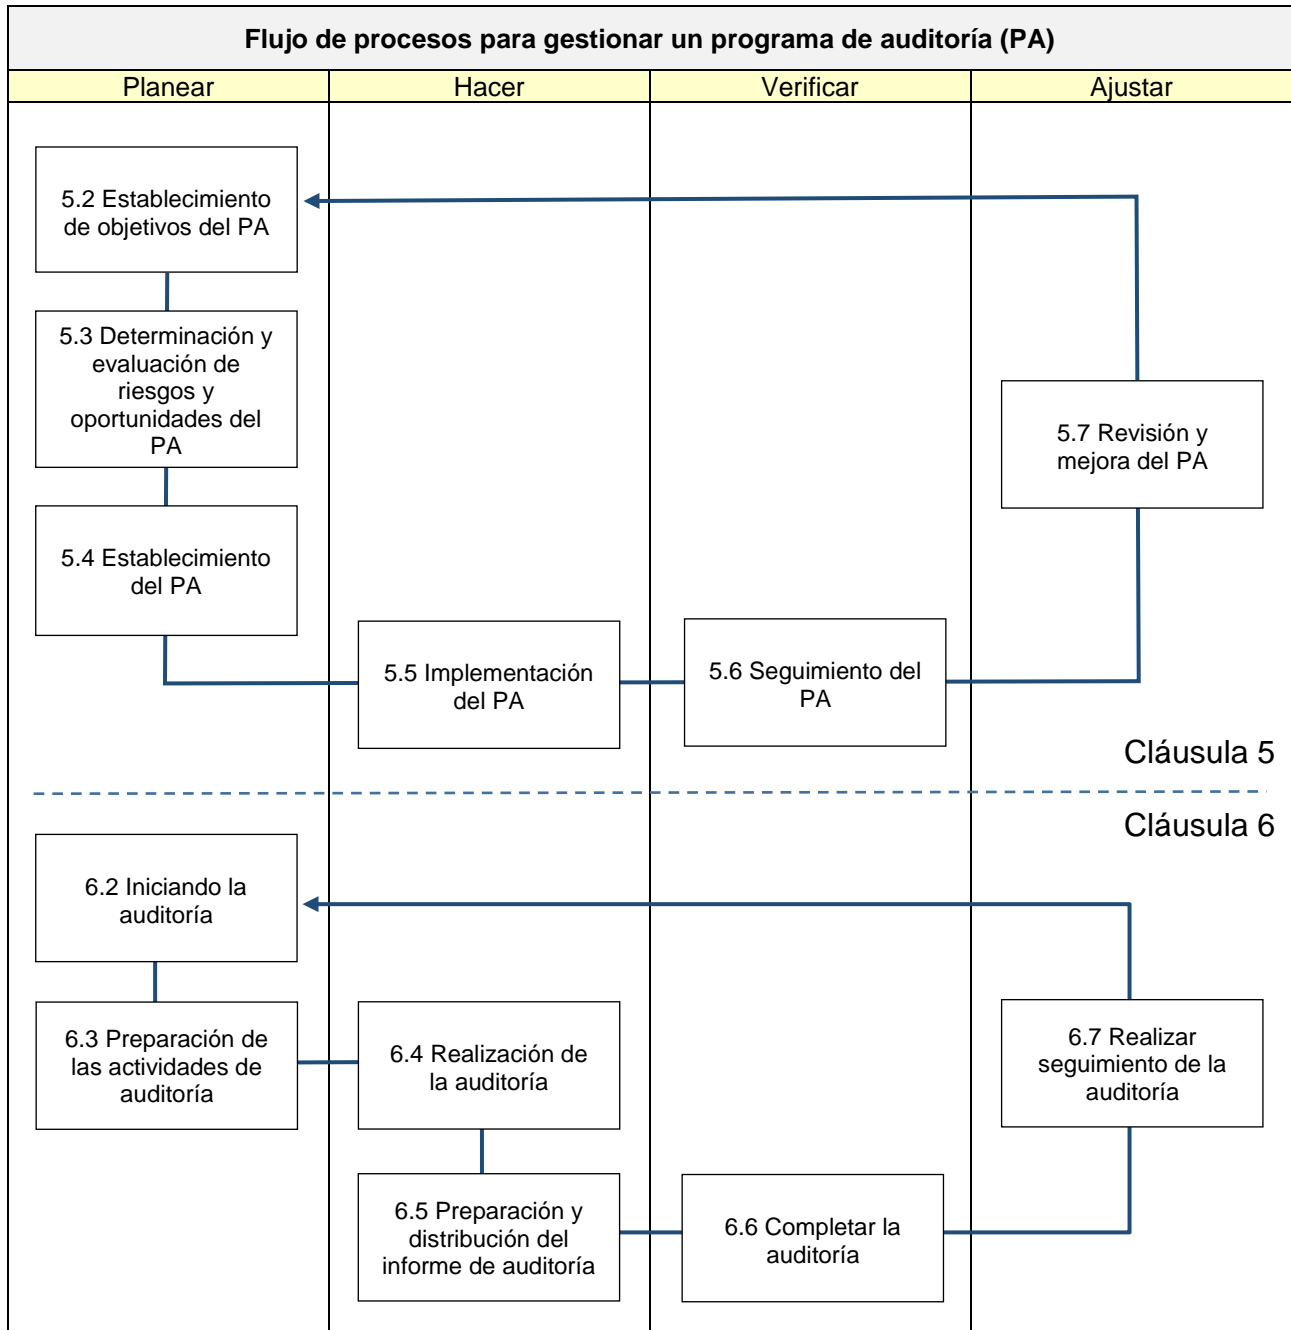 Flujo de procesos para gestionar un programa de auditoría (PA)
Planear
Hacer
Verificar
Ajustar
5.2 Establecimiento
de objetivos del PA
5.3 Determinación y
evaluación de
riesgos y
oportunidades del
PA
5.4 Establecimiento
del PA
5.5 Implementación
del PA
5.6 Seguimiento del
PA
5.7 Revisión y
mejora del PA
Cláusula 5
Cláusula 6
6.2 Iniciando la
auditoría
6.3 Preparación de
las actividades de
auditoría
6.4 Realización de
la auditoría
6.5 Preparación y
distribución del
informe de auditoría
6.6 Completar la
auditoría
6.7 Realizar
seguimiento de la
auditoría